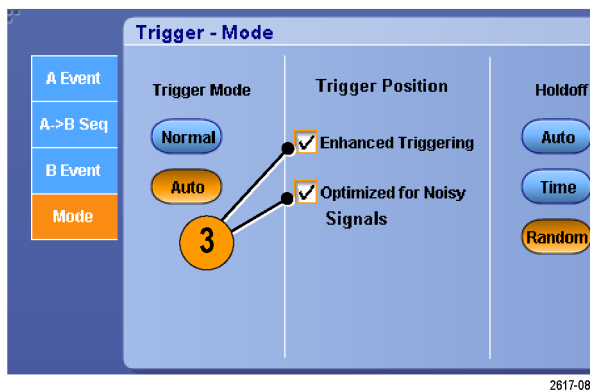 Trigger - Mode
A Event
A->B Seq
B Event
Mode
Trigger Mode
Normal
Auto
3
Trigger Position
Enhanced Triggering
Optimized for Noisy
Signals
Holdoff
Auto
Time
Random
2617-08